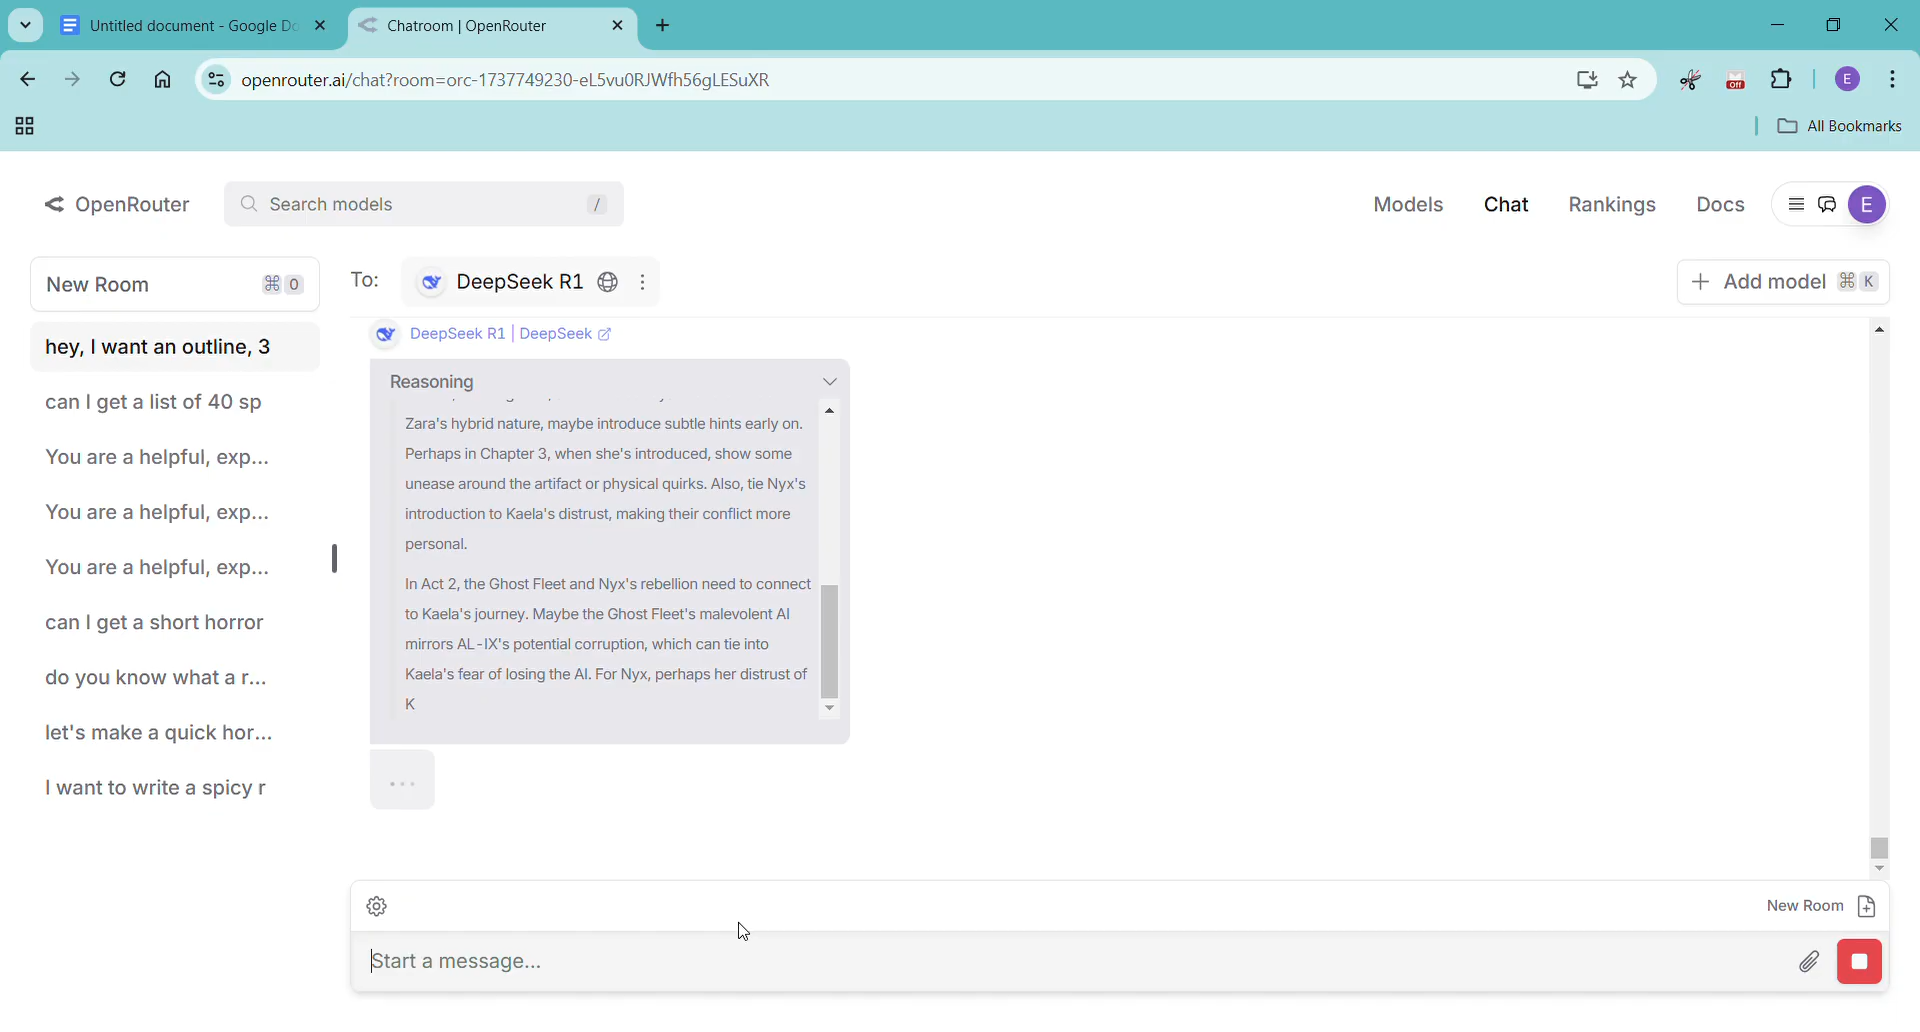 Untitled document - Google Do
Chatroom | OpenRouter
openrouter.ai/chat?room=orc-1737749230-eL5vu0RJWfh56gLESuXR
off
E
All Bookmarks
OpenRouter
Search models
/
Models
Chat
Rankings
Docs
E
New Room
⌘ 0
To:
DeepSeek R1
Add model
⌘ K
hey, I want an outline, 3
can I get a list of 40 sp
You are a helpful, exp...
You are a helpful, exp...
You are a helpful, exp...
can I get a short horror
do you know what a r...
let's make a quick hor...
I want to write a spicy r
DeepSeek R1 | DeepSeek
Reasoning
Zara's hybrid nature, maybe introduce subtle hints early on.
Perhaps in Chapter 3, when she's introduced, show some
unease around the artifact or physical quirks. Also, tie Nyx's
introduction to Kaela's distrust, making their conflict more
personal.
In Act 2, the Ghost Fleet and Nyx's rebellion need to connect
to Kaela's journey. Maybe the Ghost Fleet's malevolent AI
mirrors AL-IX's potential corruption, which can tie into
Kaela's fear of losing the AI. For Nyx, perhaps her distrust of
K
...
New Room
Start a message...